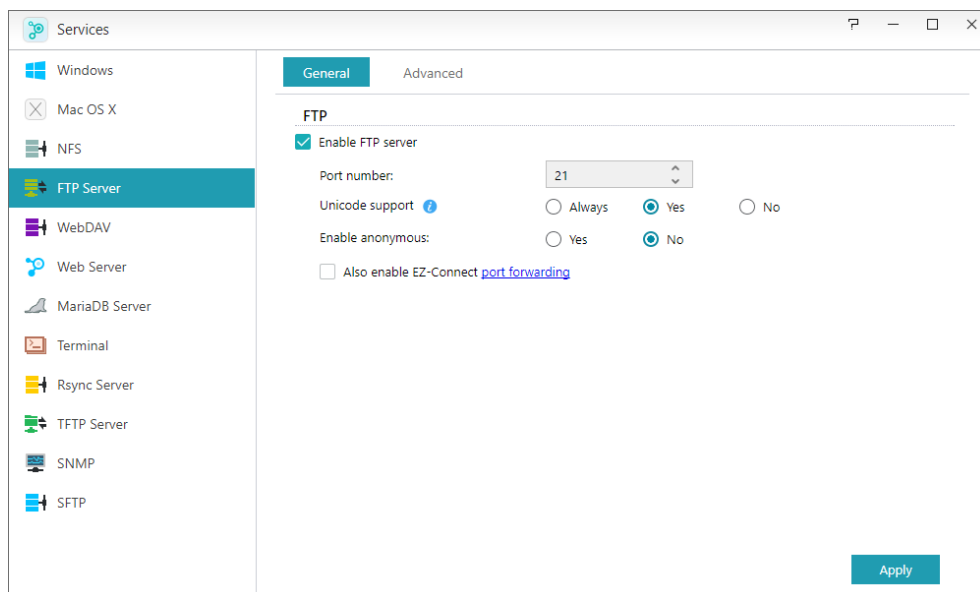 Services
Windows
Mac OS X
NFS
FTP Server
WebDAV
Web Server
MariaDB Server
Terminal
Rsync Server
TFTP Server
SNMP
SFTP
General Advanced
FTP
Enable FTP server
Port number: 21
Unicode support Always Yes No
Enable anonymous: Yes No
Also enable EZ-Connect port forwarding
Apply